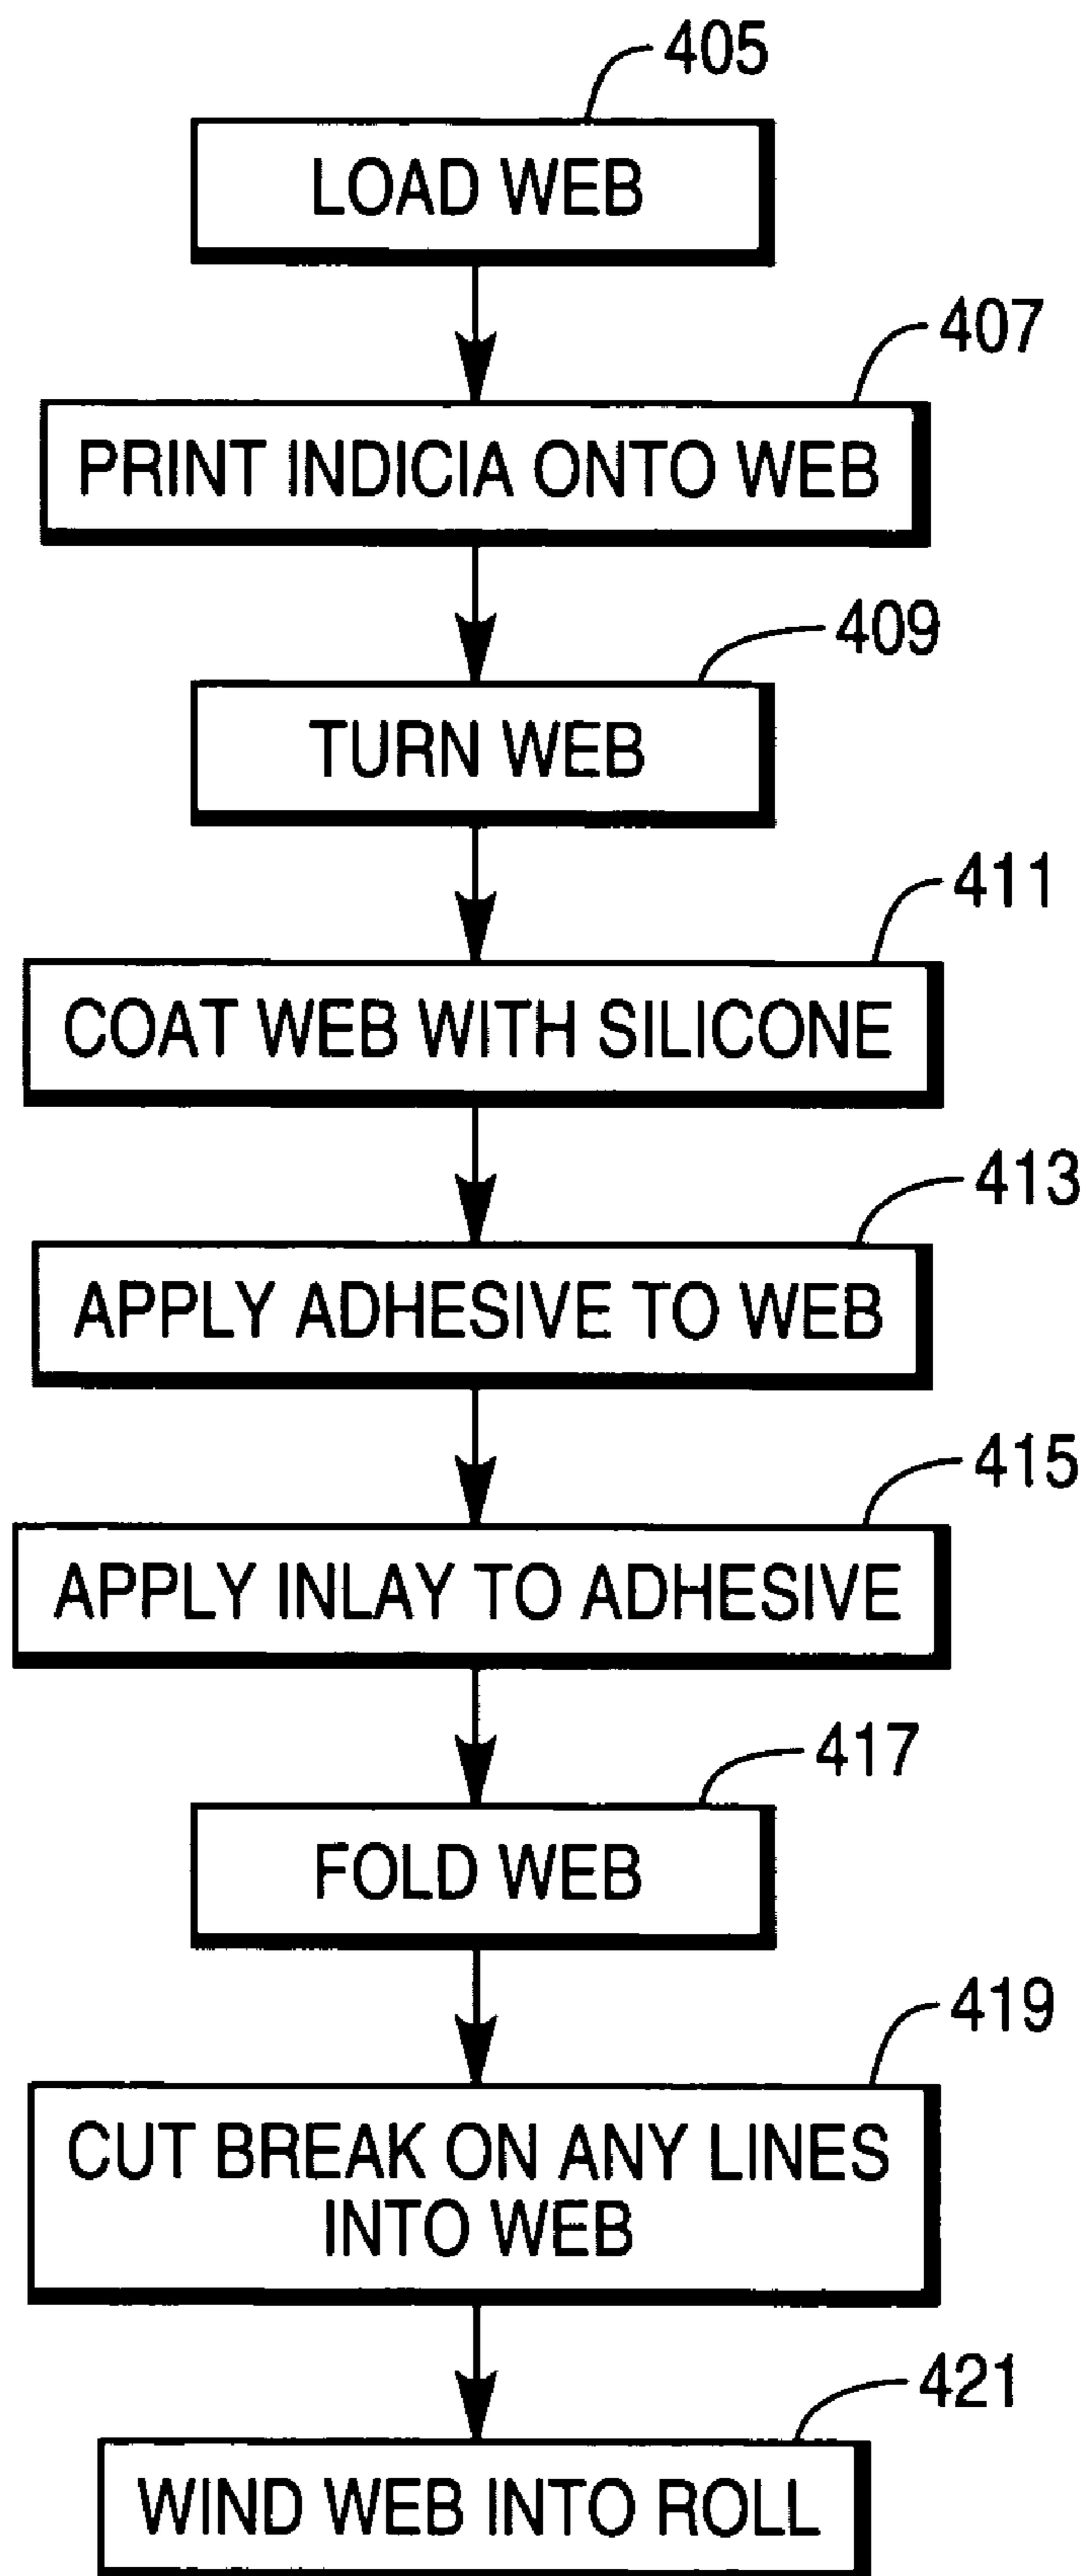 405
LOAD WEB
407
PRINT INDICIA ONTO WEB
409
TURN WEB
411
COAT WEB WITH SILICONE
413
APPLY ADHESIVE TO WEB
415
APPLY INLAY TO ADHESIVE
417
FOLD WEB
419
CUT BREAK ON ANY LINES
INTO WEB
421
WIND WEB INTO ROLL